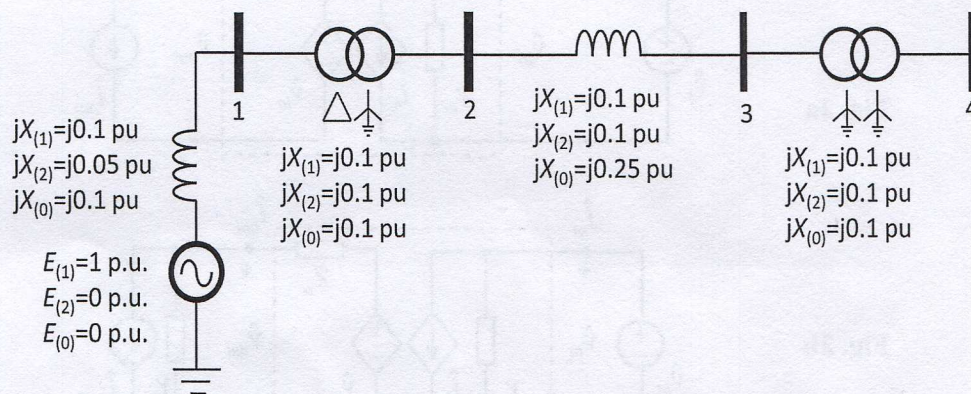 1
2
3
4
jX(1)=j0.1 pu
jX(2)=j0.05 pu
jX(0)=j0.1 pu
E(1)=1 p.u.
E(2)=0 p.u.
E(0)=0 p.u.
jX(1)=j0.1 pu
jX(2)=j0.1 pu
jX(0)=j0.1 pu
jX(1)=j0.1 pu
jX(2)=j0.1 pu
jX(0)=j0.25 pu
jX(1)=j0.1 pu
jX(2)=j0.1 pu
jX(0)=j0.1 pu